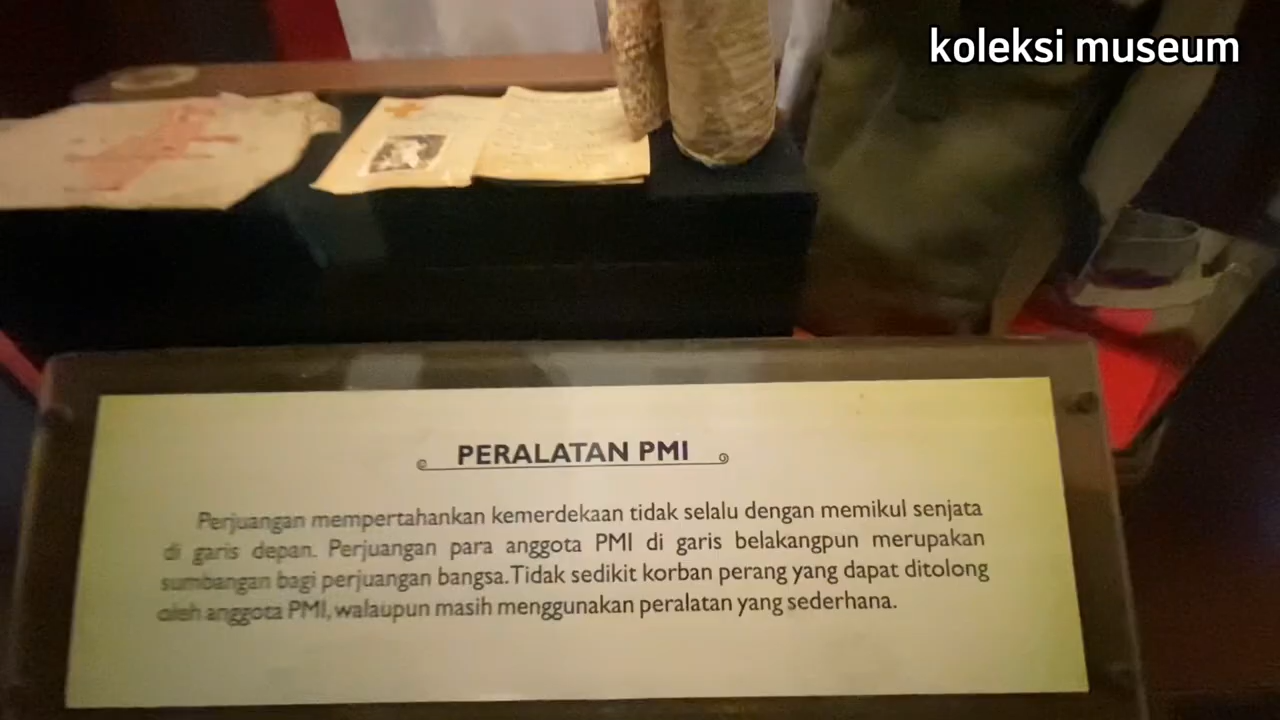 koleksi museum
PERALATAN PMI
Perjuangan mempertahankan kemerdekaan tidak selalu dengan memikul senjata
di garis depan. Perjuangan para anggota PMI di garis belakangpun merupakan
sumbangan bagi perjuangan bangsa. Tidak sedikit korban perang yang dapat ditolong
oleh anggota PMI, walaupun masih menggunakan peralatan yang sederhana.